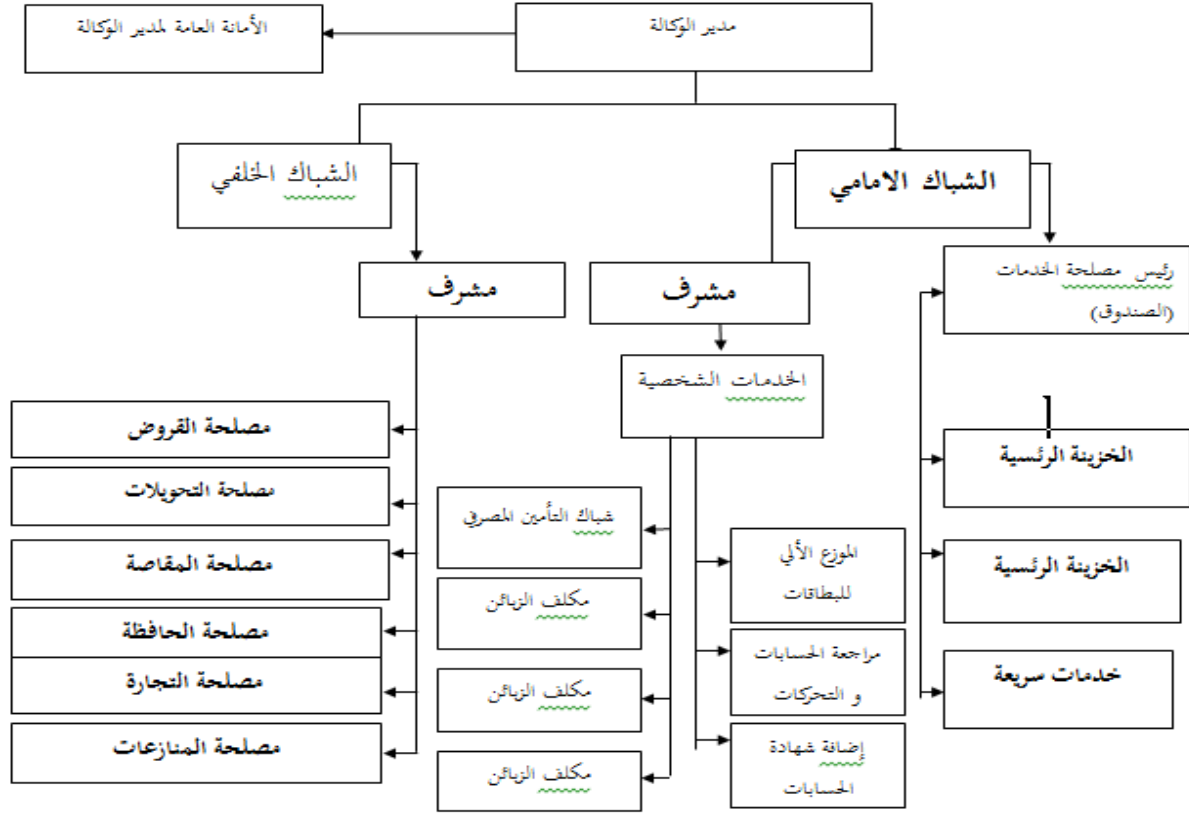 مدير الوكالة
الأمانة العامة لمدير الوكالة
الشباك الامامي
الشباك الخلفي
رئيس مصلحة الخدمات
(الصندوق)
مشرف
مشرف
الخدمات الشخصية
الخزينة الرئسية
الخزينة الرئسية
خدمات سريعة
الموزع الألي
للبطاقات
مراجعة الحسابات
و التحركات
إضافة شهادة
الحسابات
شباك التأمين المصرفي
مكلف الزبائن
مكلف الزبائن
مكلف الزبائن
مصلحة القروض
مصلحة التحويلات
مصلحة المقاصة
مصلحة الحافظة
مصلحة التجارة
مصلحة المنازعات